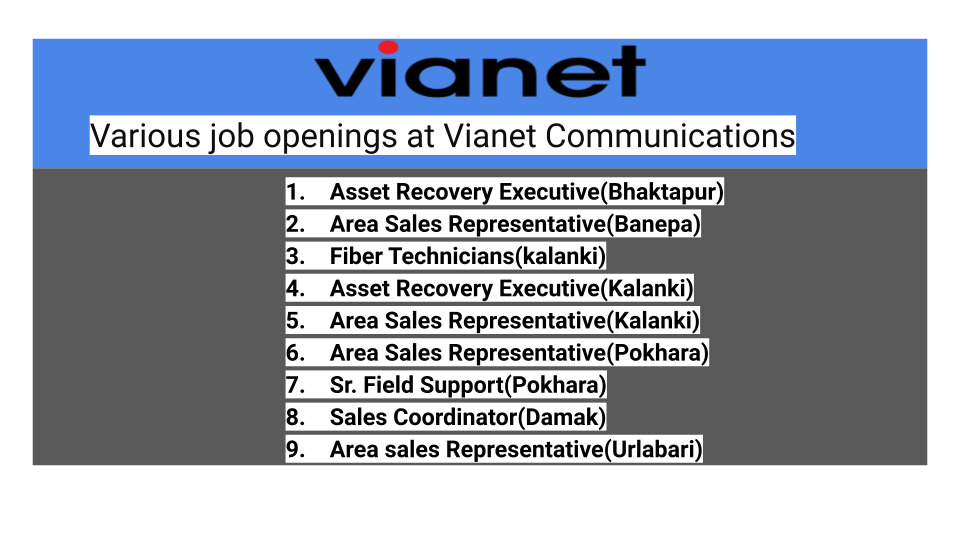 vianet
Various job openings at Vianet Communications
1. Asset Recovery Executive(Bhaktapur)
2. Area Sales Representative(Banepa)
3. Fiber Technicians(kalanki)
4. Asset Recovery Executive(Kalanki)
5. Area Sales Representative(Kalanki)
6. Area Sales Representative(Pokhara)
7. Sr. Field Support(Pokhara)
8. Sales Coordinator(Damak)
9. Area sales Representative(Urlabari)